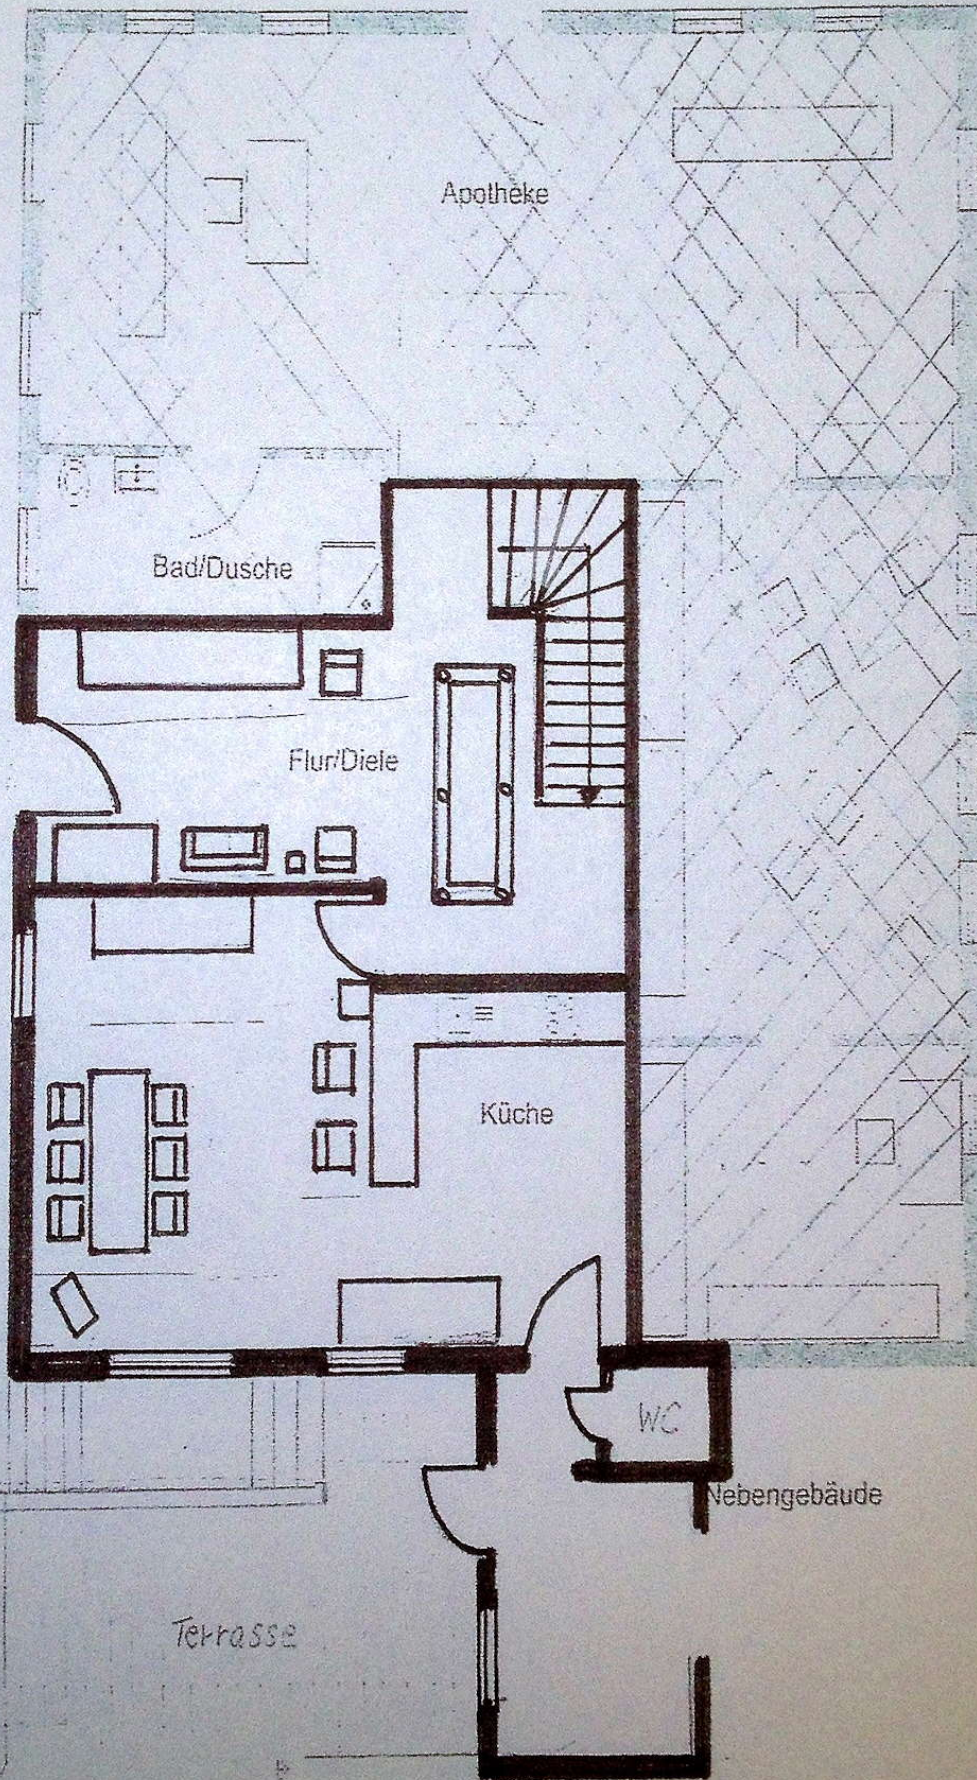 Apotheke
Bad/Dusche
Flur/Diele
Küche
WC
Nebengebäude
Terrasse